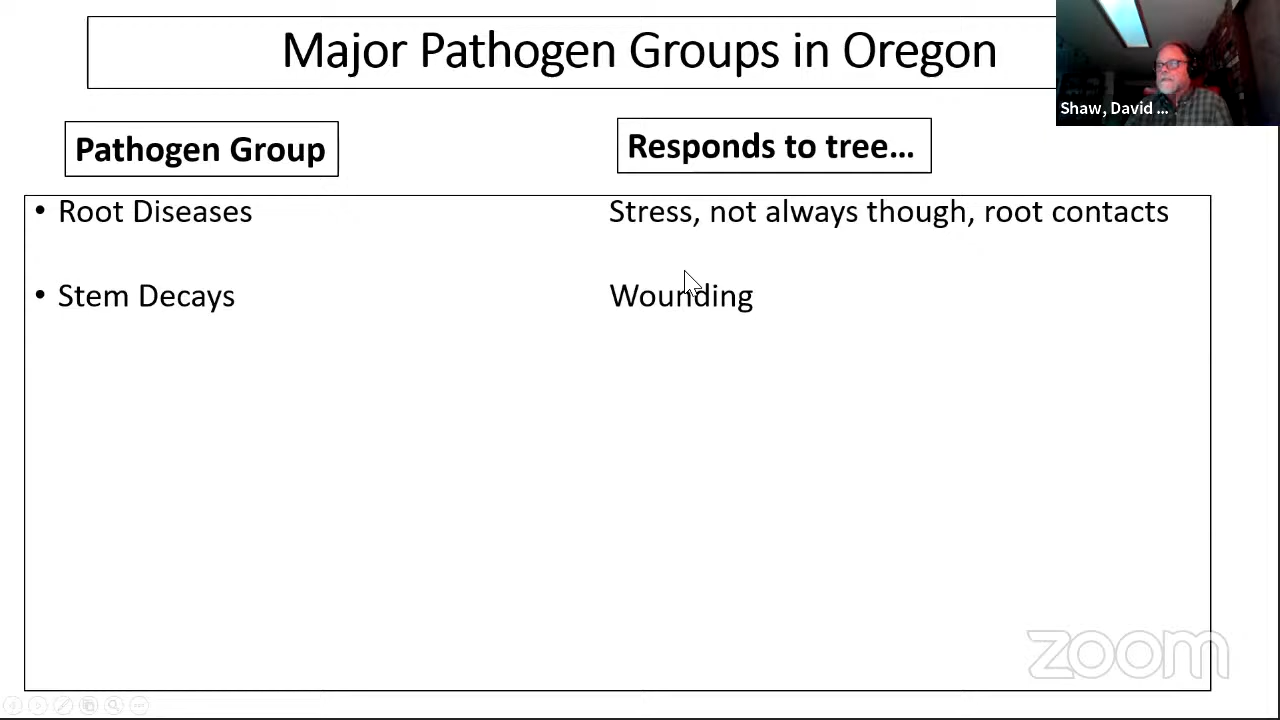 Major Pathogen Groups in Oregon
Shaw, David ...
Pathogen Group
Responds to tree...
• Root Diseases
Stress, not always though, root contacts
• Stem Decays
Wounding
zoom